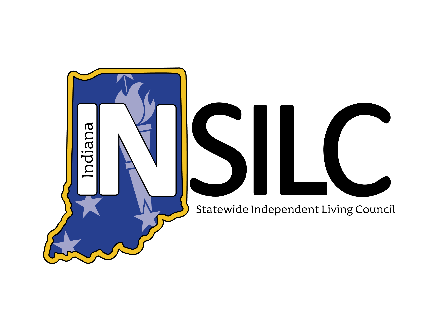 Indiana
INSILC
Statewide Independent Living Council